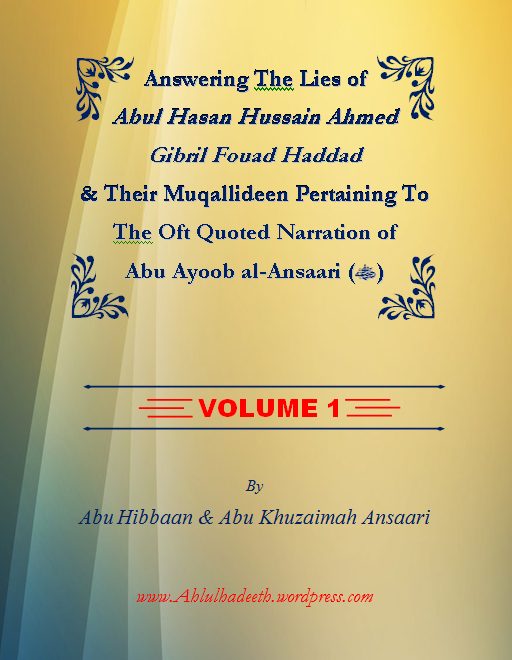 Answering The Lies of
Abul Hasan Hussain Ahmed
Gibril Fouad Haddad
& Their Muqallideen Pertaining To
The Oft Quoted Narration of
Abu Ayoob al-Ansaari ()
VOLUME 1
By
Abu Hibbaan & Abu Khuzaimah Ansaari
www.Ahlulhadeeth.wordpress.com